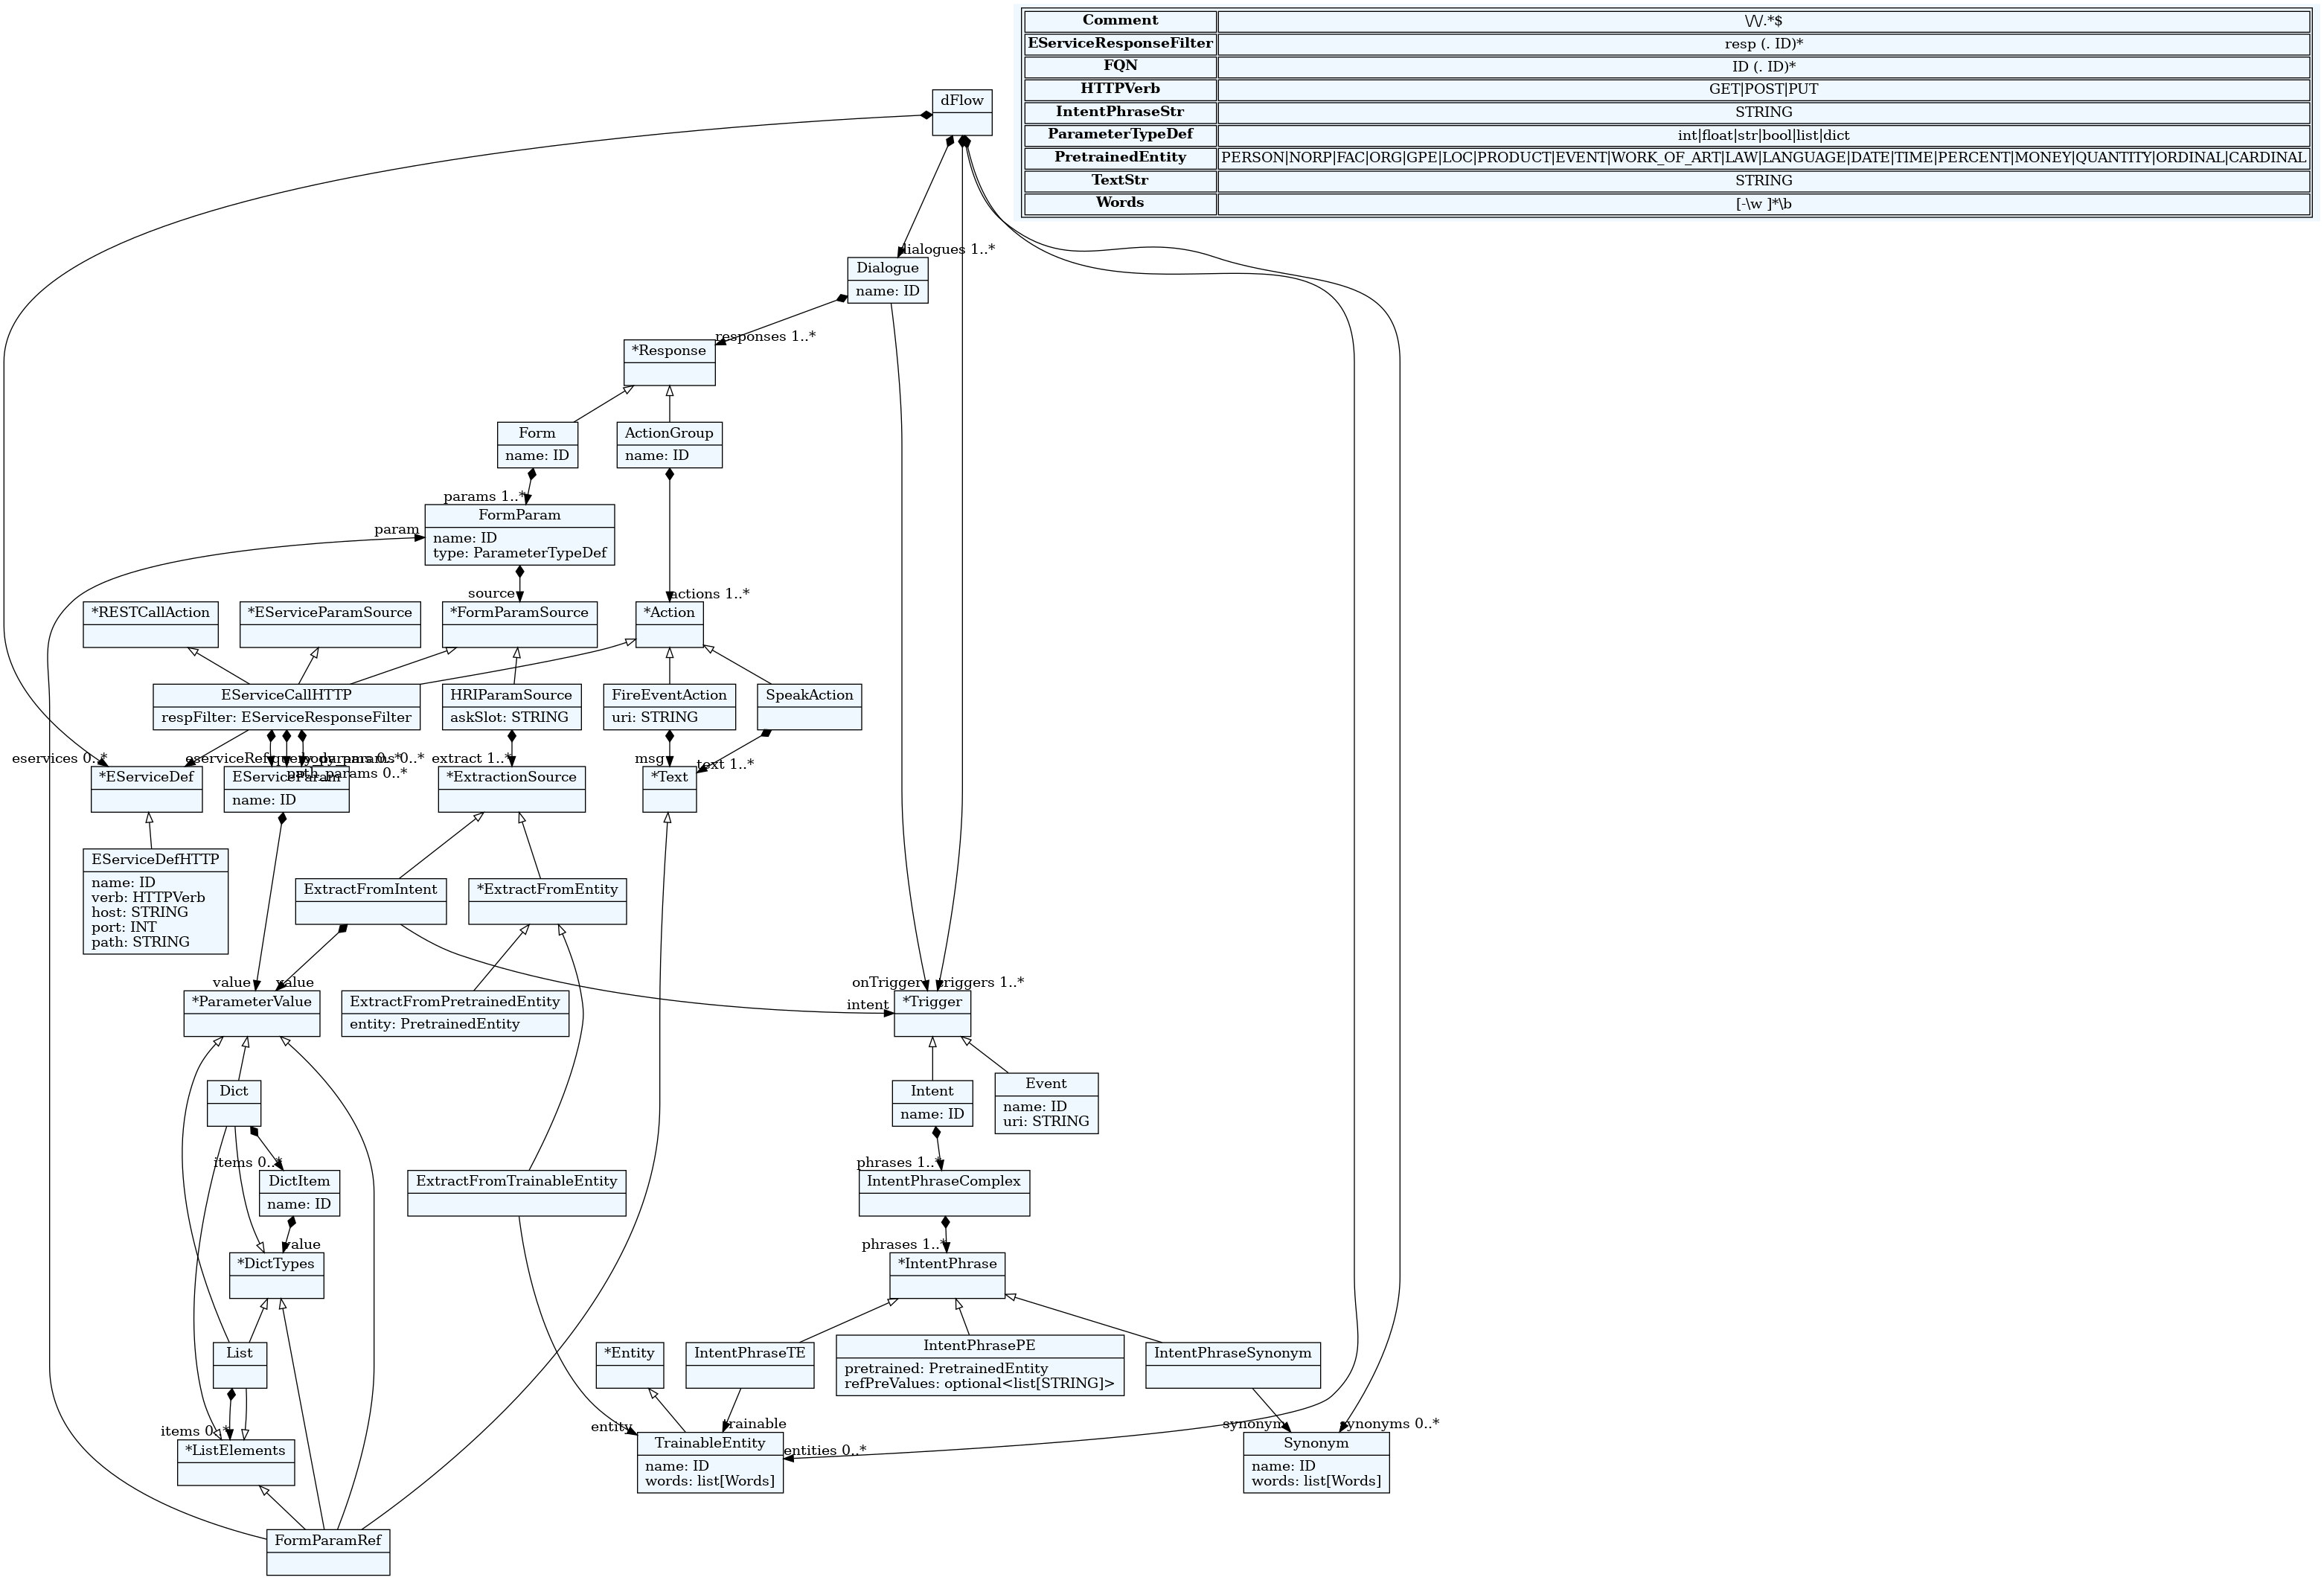 Comment
\/\/.*$
EServiceResponseFilter
resp (. ID)*
FQN
ID (. ID)*
HTTPVerb
GET|POST|PUT
IntentPhraseStr
STRING
ParameterTypeDef
int|float|str|bool|list|dict
PretrainedEntity
PERSON|NORP|FAC|ORG|GPE|LOC|PRODUCT|EVENT|WORK_OF_ART|LAW|LANGUAGE|DATE|TIME|PERCENT|MONEY|QUANTITY|ORDINAL|CARDINAL
TextStr
STRING
Words
[-\w ]*\b
dFlow
dialogues 1..*
Dialogue
name: ID
responses 1..*
*Response
Form
name: ID
ActionGroup
name: ID
params 1..*
FormParam
name: ID
type: ParameterTypeDef
param
source
actions 1..*
*RESTCallAction
*EServiceParamSource
*FormParamSource
*Action
EServiceCallHTTP
respFilter: EServiceResponseFilter
HRIParamSource
askSlot: STRING
FireEventAction
uri: STRING
SpeakAction
eservices 0..*
eserviceRef
query_params 0..*
body_params 0..*
path_params 0..*
extract 1..*
msg
text 1..*
*EServiceDef
EServiceParam
name: ID
*ExtractionSource
*Text
EServiceDefHTTP
name: ID
verb: HTTPVerb
host: STRING
port: INT
path: STRING
ExtractFromIntent
*ExtractFromEntity
value
value
onTrigger
triggers 1..*
intent
*ParameterValue
ExtractFromPretrainedEntity
entity: PretrainedEntity
*Trigger
Dict
Intent
name: ID
Event
name: ID
uri: STRING
items 0..*
DictItem
name: ID
ExtractFromTrainableEntity
phrases 1..*
IntentPhraseComplex
value
*DictTypes
phrases 1..*
*IntentPhrase
List
*Entity
IntentPhraseTE
IntentPhrasePE
pretrained: PretrainedEntity
refPreValues: optional<list[STRING]>
IntentPhraseSynonym
items 0..*
*ListElements
entity
trainable
entities 0..*
TrainableEntity
name: ID
words: list[Words]
synonym
synonyms 0..*
Synonym
name: ID
words: list[Words]
FormParamRef